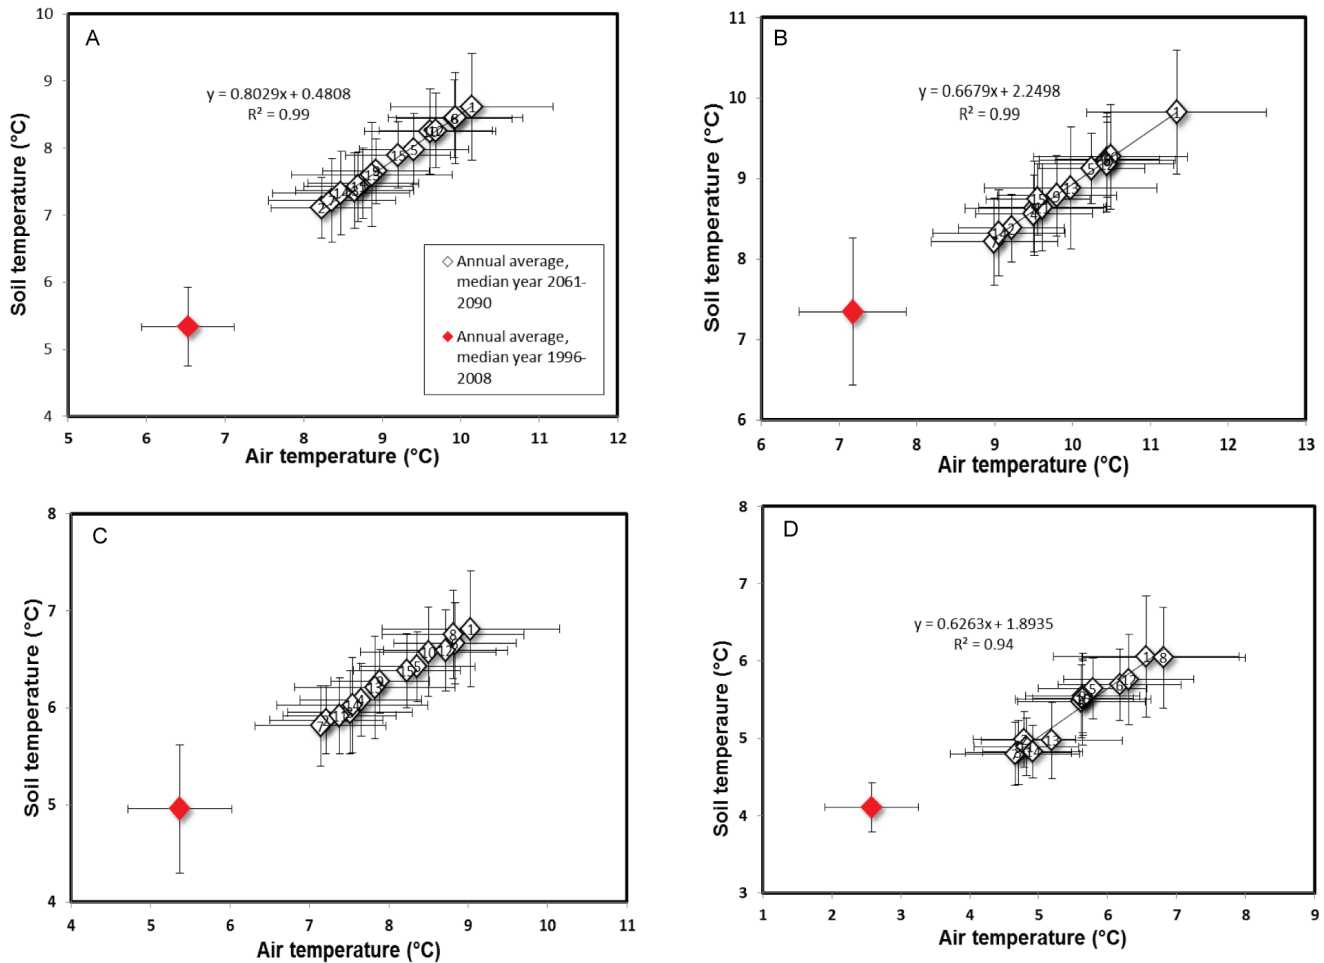 A
y = 0.8029x + 0.4808
R² = 0.99
Soil temperature (°C)
10
9
8
7
6
5
4
Annual average,
median year 2061-
2090
Annual average,
median year 1996-
2008
5 6 7 8 9 10 11 12
Air temperature (°C)
B
y = 0.6679x + 2.2498
R² = 0.99
Soil temperature (°C)
11
10
9
8
7
6
6 7 8 9 10 11 12 13
Air temperature (°C)
C
Soil temperature (°C)
8
7
6
5
4
4 5 6 7 8 9 10 11
Air temperature (°C)
D
y = 0.6263x + 1.8935
R² = 0.94
Soil temperaure (°C)
8
7
6
5
4
3
1 2 3 4 5 6 7 8 9
Air temperature (°C)